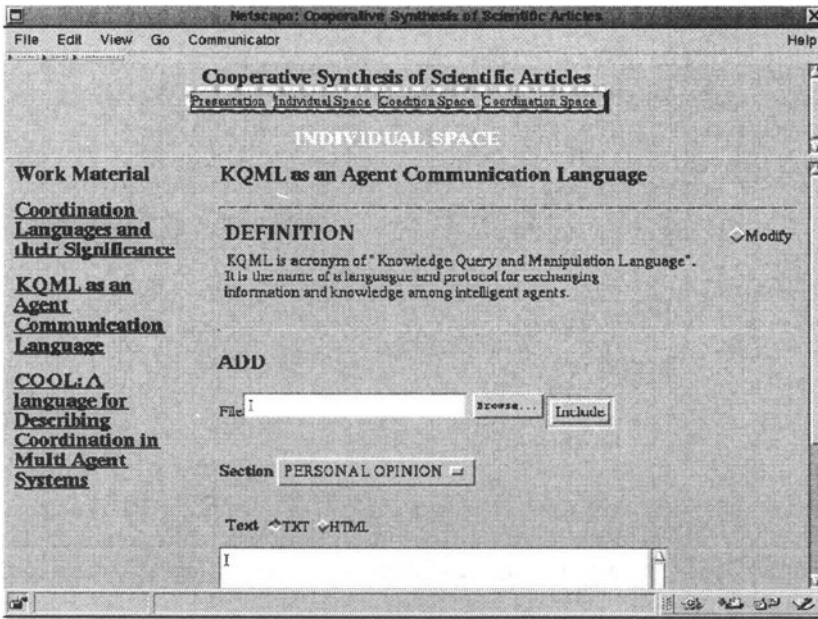 Netscape: Cooperative Synthesis of Scientific Articles
File Edit View Go Communicator Help
Cooperative Synthesis of Scientific Articles
Presentation Individual Space Coedition Space Coordination Space
INDIVIDUAL SPACE
Work Material
Coordination
Languages and
their Significance
KQML as an
Agent
Communication
Language
COOL: A
language for
Describing
Coordination in
Multi Agent
Systems
KQML as an Agent Communication Language
DEFINITION
Modify
KQML is acronym of "Knowledge Query and Manipulation Language".
It is the name of a languague and protocol for exchanging
information and knowledge among intelligent agents.
ADD
File Browse... Include
Section PERSONAL OPINION
Text TXT HTML